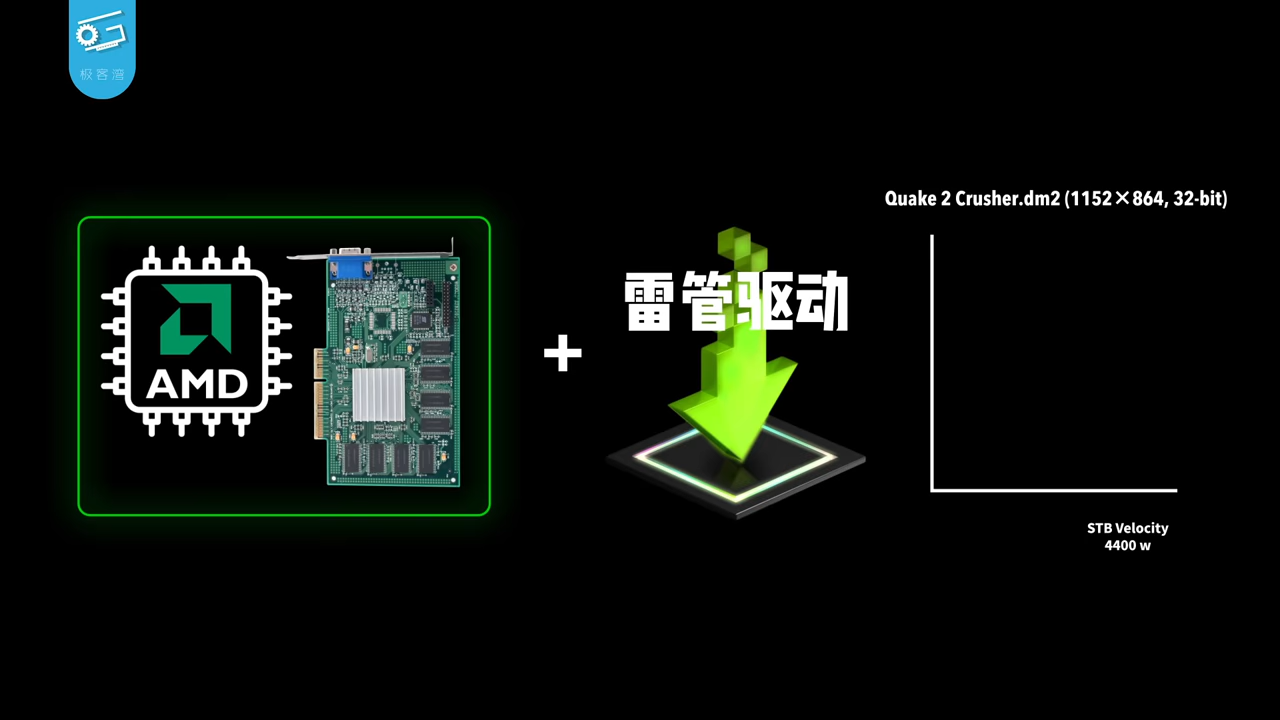 极客湾
AMD
雷管驱动
Quake 2 Crusher.dm2 (1152×864, 32-bit)
STB Velocity
4400 w